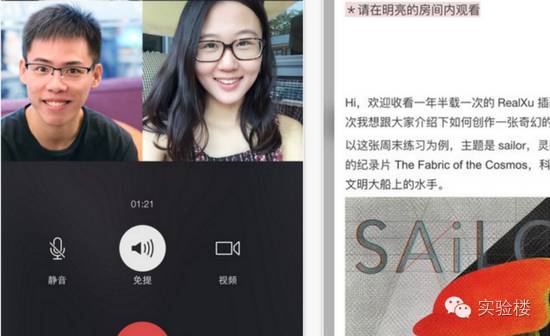 01:21
静音
免提
视频
＊请在明亮的房间内观看
Hi，欢迎收看一年半载一次的 RealXu 插
次我想跟大家介绍下如何创作一张奇幻的
以这张周末练习为例，主题是 sailor，灵
的纪录片 The Fabric of the Cosmos，科
文明大船上的水手。
SAiLO
实验楼